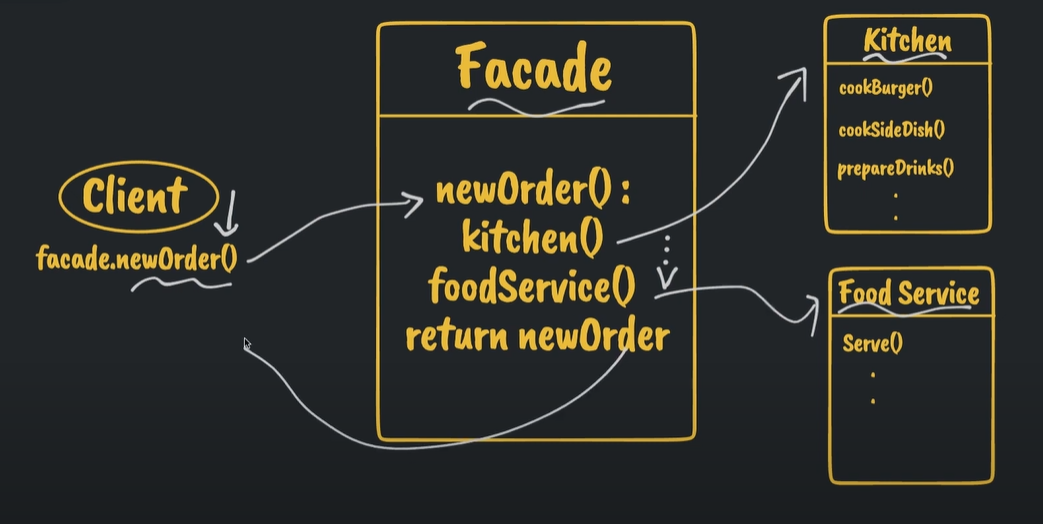 Client
facade.newOrder()
Facade
newOrder() :
kitchen()
foodService()
return newOrder
Kitchen
cookBurger()
cookSideDish()
prepareDrinks()
.
.
Food Service
Serve()
.
.